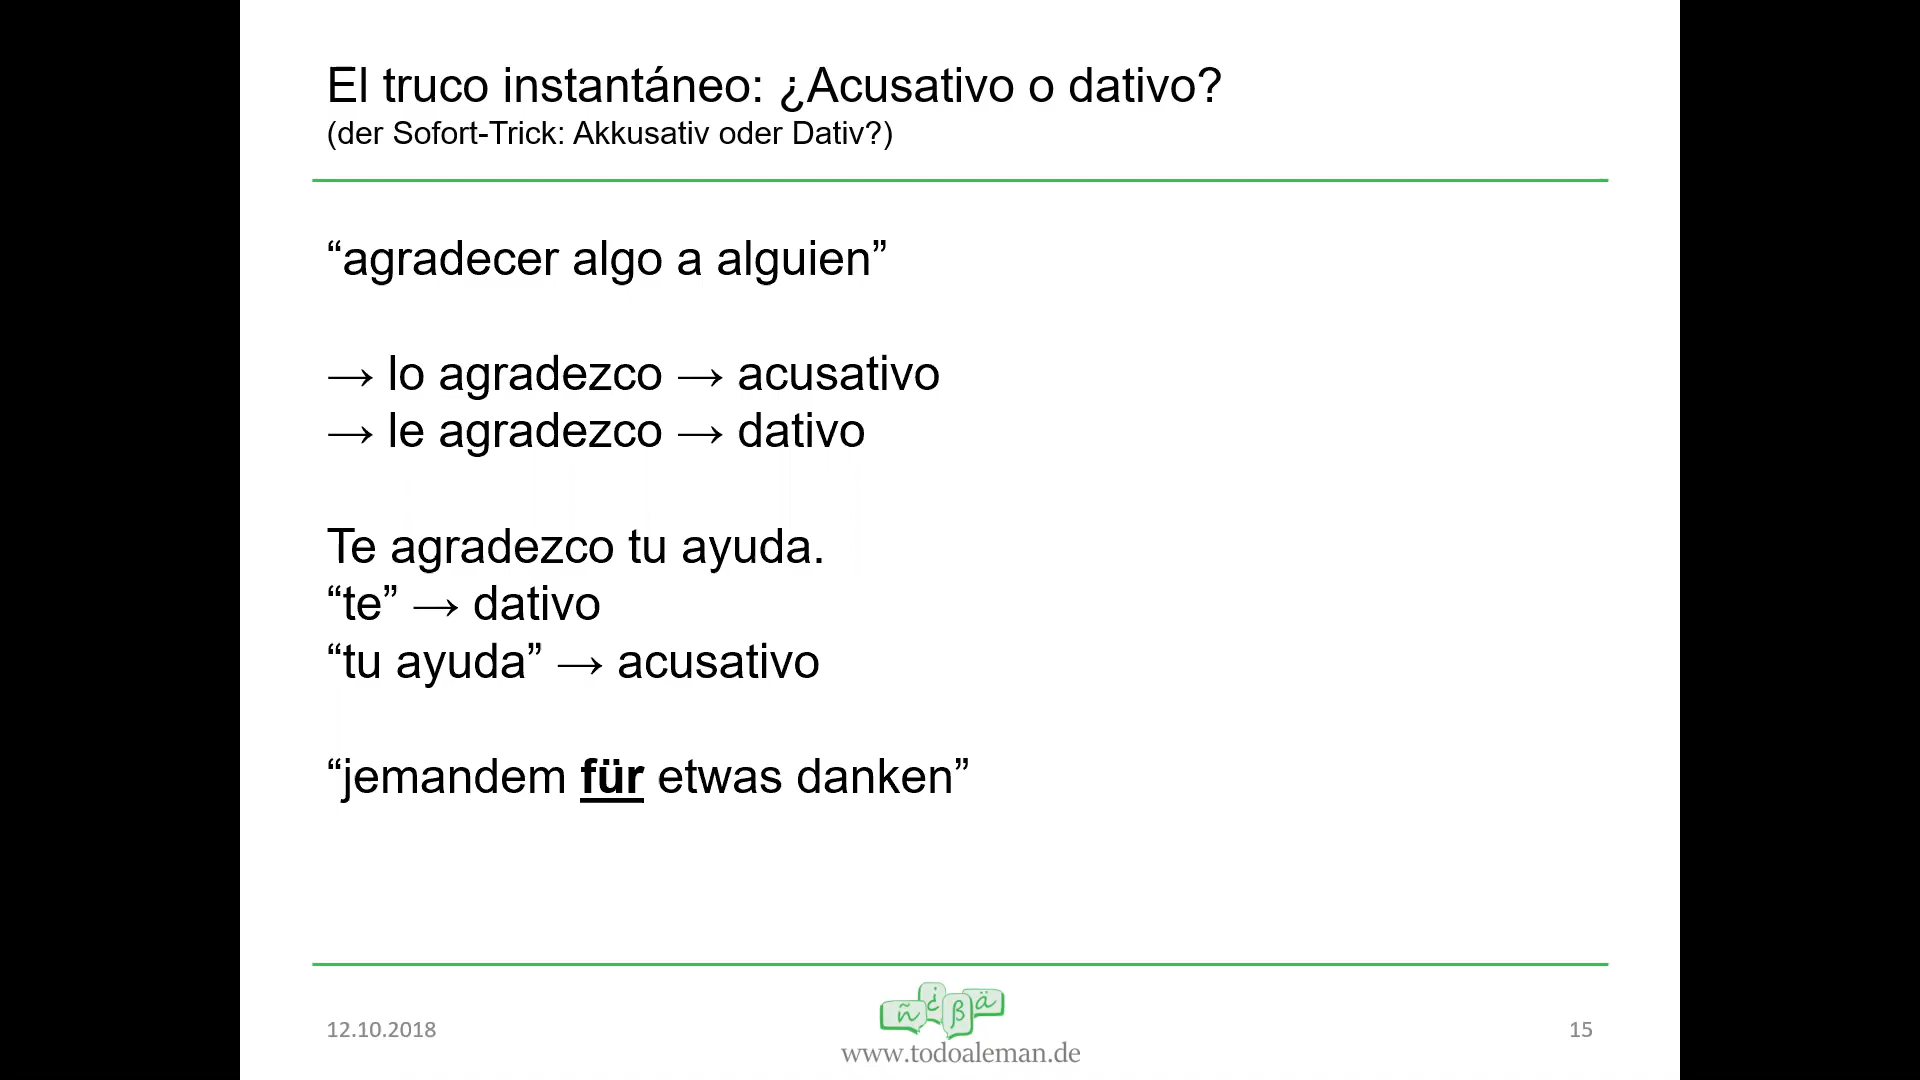 El truco instantáneo: ¿Acusativo o dativo?
(der Sofort-Trick: Akkusativ oder Dativ?)
“agradecer algo a alguien”
→ lo agradezco → acusativo
→ le agradezco → dativo
Te agradezco tu ayuda.
“te” → dativo
“tu ayuda” → acusativo
“jemandem für etwas danken”
ñ ¿ ß ä
12.10.2018
www.todoaleman.de
15